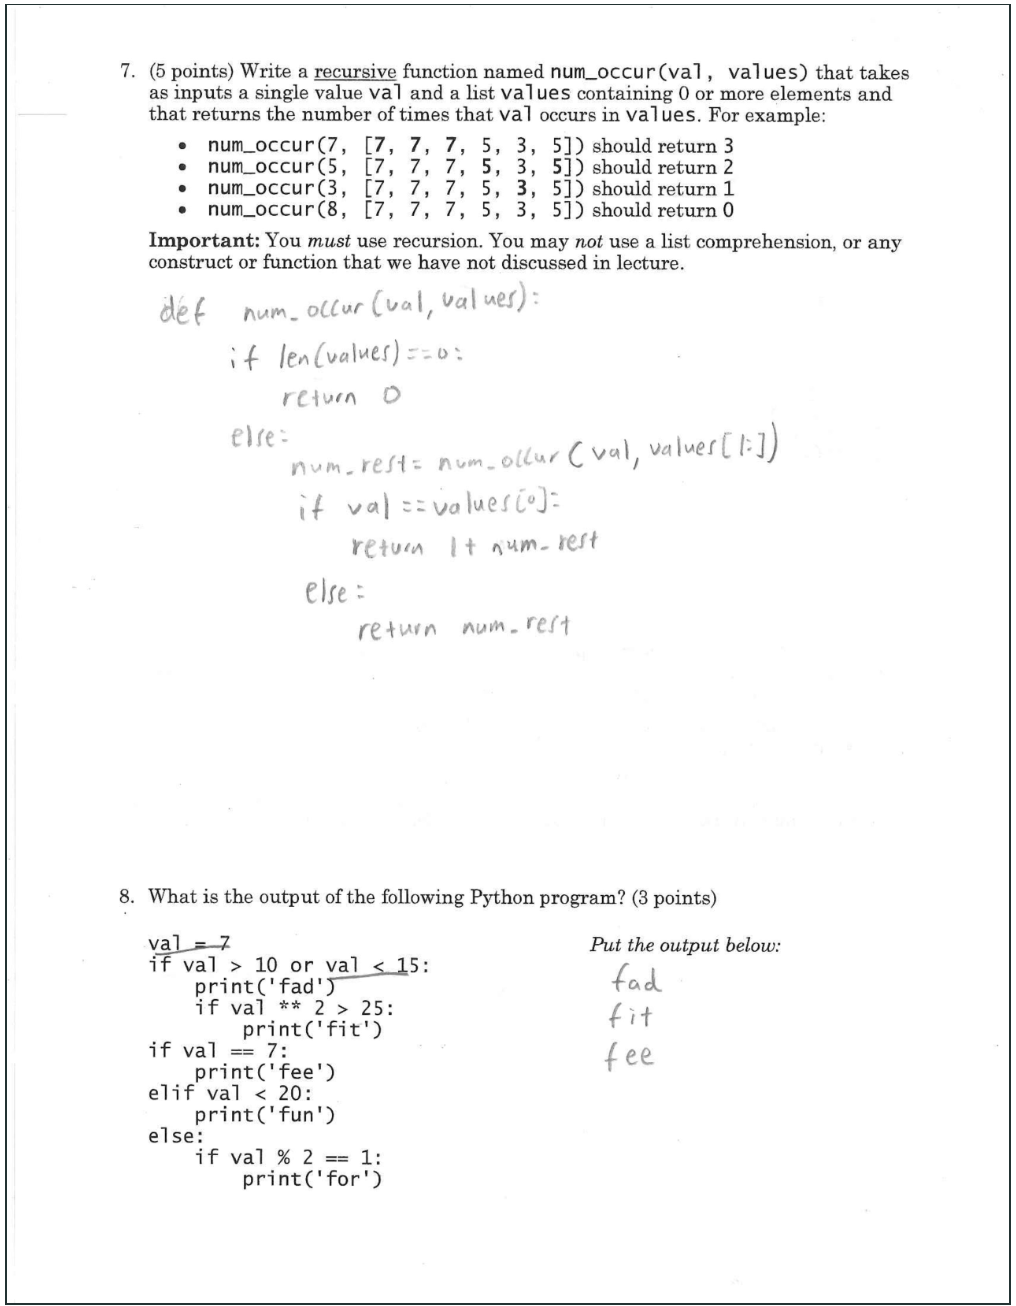 7. (5 points) Write a recursive function named num_occur(val, values) that takes
as inputs a single value val and a list values containing 0 or more elements and
that returns the number of times that val occurs in values. For example:
• num_occur(7, [7, 7, 7, 5, 3, 5]) should return 3
• num_occur(5, [7, 7, 7, 5, 3, 5]) should return 2
• num_occur(3, [7, 7, 7, 5, 3, 5]) should return 1
• num_occur(8, [7, 7, 7, 5, 3, 5]) should return 0
Important: You must use recursion. You may not use a list comprehension, or any
construct or function that we have not discussed in lecture.
def num_occur(val, values):
if len(values)==0:
return 0
else:
num_rest= num_occur(val, values[1:])
if val ==values[0]:
return 1+ num_rest
else:
return num_rest
8. What is the output of the following Python program? (3 points)
val = 7
if val > 10 or val < 15:
print('fad')
if val ** 2 > 25:
print('fit')
if val == 7:
print('fee')
elif val < 20:
print('fun')
else:
if val % 2 == 1:
print('for')
Put the output below:
fad
fit
fee